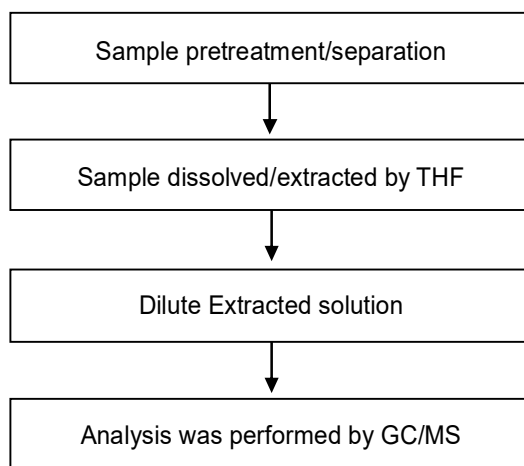 Sample pretreatment/separation
Sample dissolved/extracted by THF
Dilute Extracted solution
Analysis was performed by GC/MS